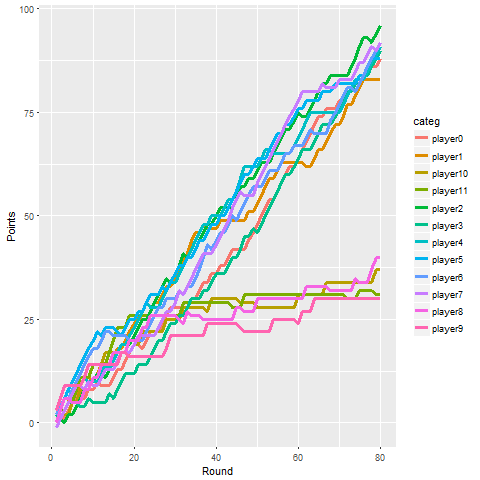 100
75
50
25
0
Points
0
20
40
60
80
Round
categ
player0
player1
player10
player11
player2
player3
player4
player5
player6
player7
player8
player9